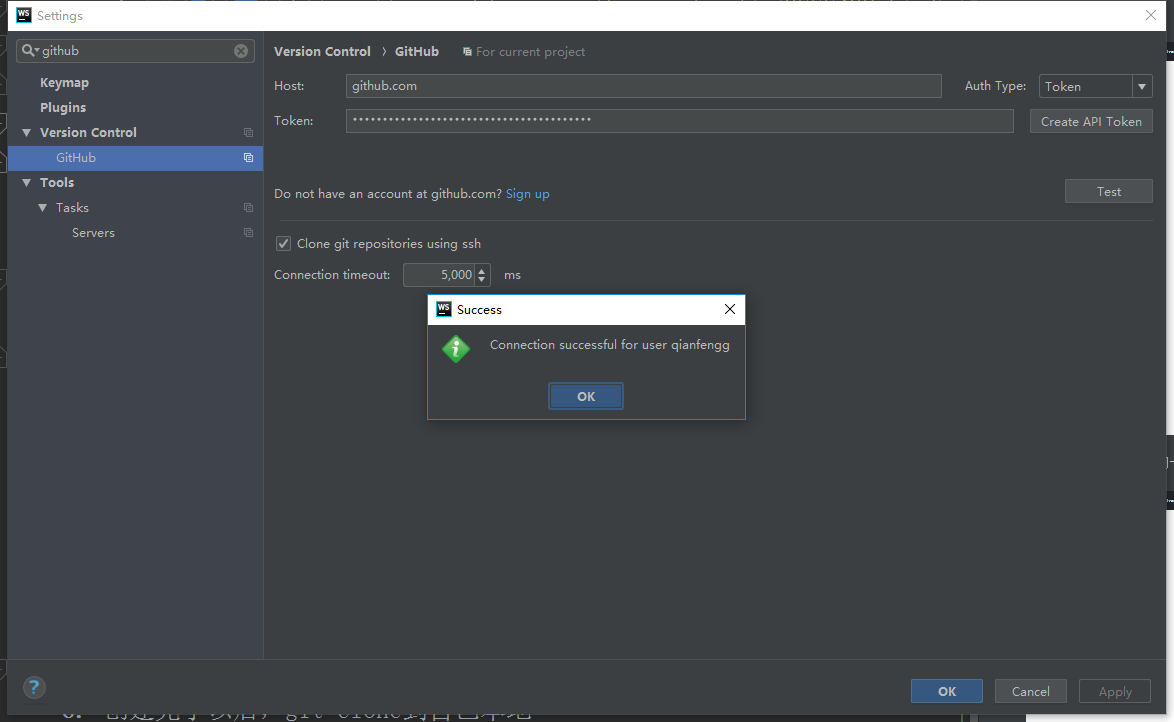 WS Settings
github
Version Control › GitHub For current project
Keymap
Plugins
Version Control
GitHub
Tools
Tasks
Servers
Host: github.com Auth Type: Token
Token: •••••••••••••••••••••••••••••••••••••••• Create API Token
Do not have an account at github.com? Sign up Test
Clone git repositories using ssh
Connection timeout: 5,000 ms
WS Success
Connection successful for user qianfengg
OK
?
OK Cancel Apply